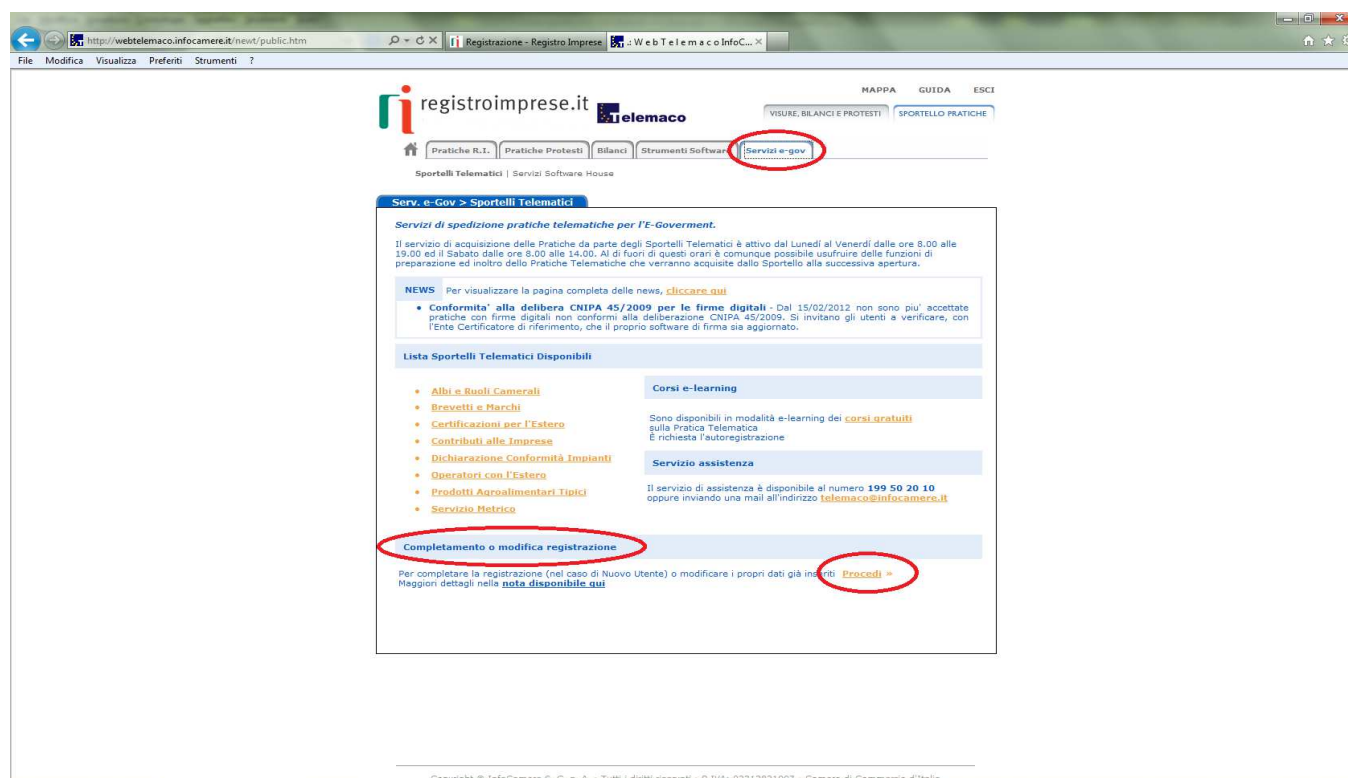 http://webtelemaco.infocamere.it/newt/public.htm
Registrazione - Registro Imprese
.: W e b T e l e m a c o InfoC...
File Modifica Visualizza Preferiti Strumenti ?
registroimprese.it
Telemaco
MAPPA GUIDA ESCI
VISURE, BILANCI E PROTESTI SPORTELLO PRATICHE
Pratiche R.I. Pratiche Protesti Bilanci Strumenti Software Servizi e-gov
Sportelli Telematici | Servizi Software House
Serv. e-Gov > Sportelli Telematici
Servizi di spedizione pratiche telematiche per l'E-Goverment.
Il servizio di acquisizione delle Pratiche da parte degli Sportelli Telematici è attivo dal Lunedí al Venerdí dalle ore 8.00 alle
19.00 ed il Sabato dalle ore 8.00 alle 14.00. Al di fuori di questi orari è comunque possibile usufruire delle funzioni di
preparazione ed inoltro dello Pratiche Telematiche che verranno acquisite dallo Sportello alla successiva apertura.
NEWS Per visualizzare la pagina completa delle news, cliccare qui
• Conformita' alla delibera CNIPA 45/2009 per le firme digitali - Dal 15/02/2012 non sono piu' accettate
pratiche con firme digitali non conformi alla deliberazione CNIPA 45/2009. Si invitano gli utenti a verificare, con
l'Ente Certificatore di riferimento, che il proprio software di firma sia aggiornato.
Lista Sportelli Telematici Disponibili
• Albi e Ruoli Camerali
• Brevetti e Marchi
• Certificazioni per l'Estero
• Contributi alle Imprese
• Dichiarazione Conformità Impianti
• Operatori con l'Estero
• Prodotti Agroalimentari Tipici
• Servizio Metrico
Corsi e-learning
Sono disponibili in modalità e-learning dei corsi gratuiti
sulla Pratica Telematica
È richiesta l'autoregistrazione
Servizio assistenza
Il servizio di assistenza è disponibile al numero 199 50 20 10
oppure inviando una mail all'indirizzo telemaco@infocamere.it
Completamento o modifica registrazione
Per completare la registrazione (nel caso di Nuovo Utente) o modificare i propri dati già inseriti Procedi »
Maggiori dettagli nella nota disponibile qui